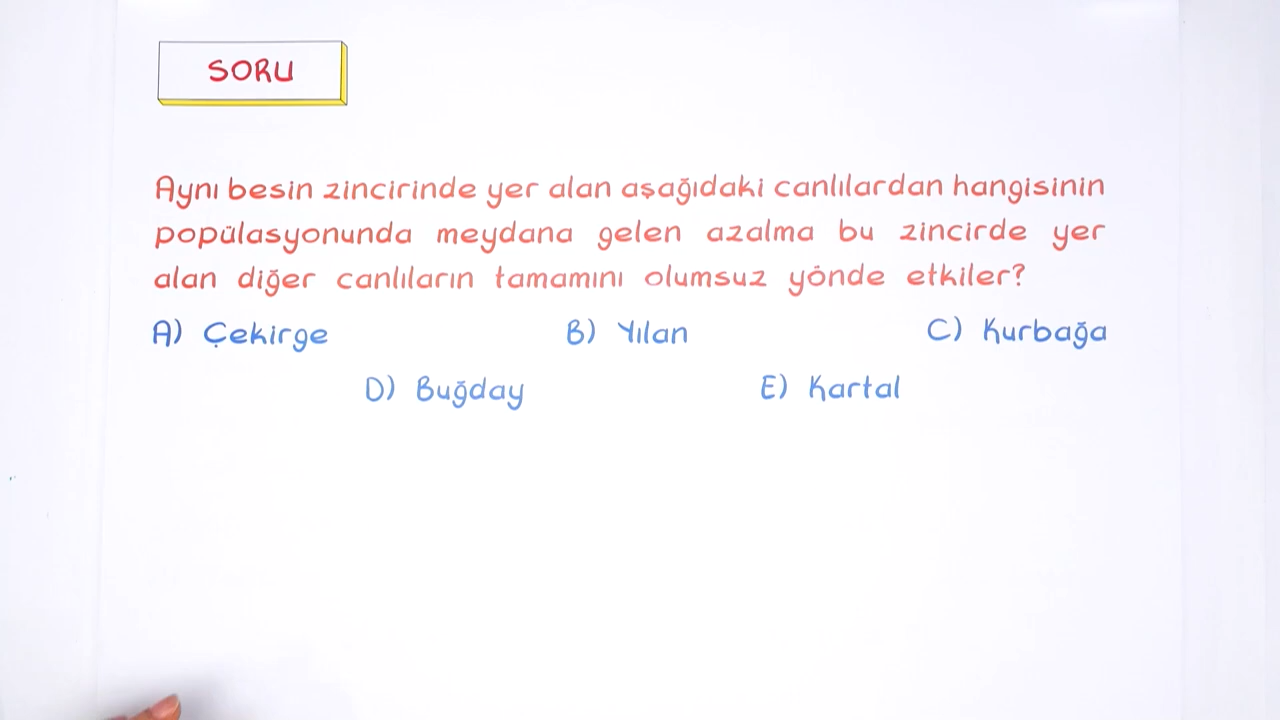 SORU
Aynı besin zincirinde yer alan aşağıdaki canlılardan hangisinin
popülasyonunda meydana gelen azalma bu zincirde yer
alan diğer canlıların tamamını olumsuz yönde etkiler?
A) Çekirge B) Yılan C) Kurbağa
D) Buğday E) Kartal